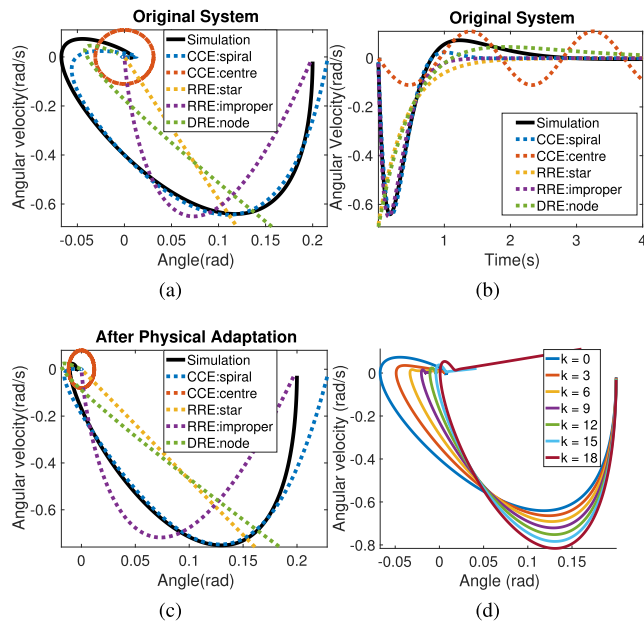 Original System
Angular velocity(rad/s)
0
-0.2
-0.4
-0.6
Simulation
CCE:spiral
CCE:centre
RRE:star
RRE:improper
DRE:node
-0.05
0
0.05
0.1
0.15
0.2
Angle(rad)
(a)
Original System
Angular Velocity(rad/s)
0
-0.2
-0.4
-0.6
Simulation
CCE:spiral
CCE:centre
RRE:star
RRE:improper
DRE:node
0
1
2
3
4
Time(s)
(b)
After Physical Adaptation
Angular velocity(rad/s)
0
-0.2
-0.4
-0.6
Simulation
CCE:spiral
CCE:centre
RRE:star
RRE:improper
DRE:node
0
0.1
0.2
Angle(rad)
(c)
Angular velocity (rad/s)
0
-0.2
-0.4
-0.6
-0.8
k = 0
k = 3
k = 6
k = 9
k = 12
k = 15
k = 18
-0.05
0
0.05
0.1
0.15
Angle (rad)
(d)